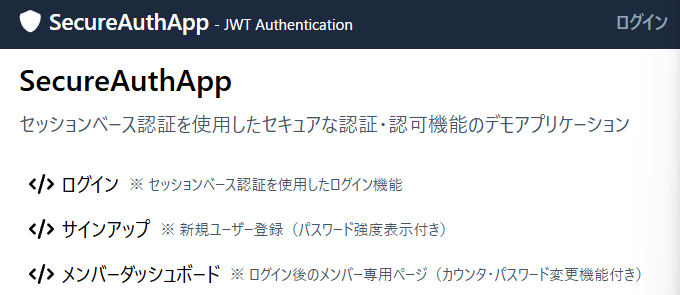 SecureAuthApp - JWT Authentication ログイン
SecureAuthApp
セッションベース認証を使用したセキュアな認証・認可機能のデモアプリケーション
</> ログイン ※ セッションベース認証を使用したログイン機能
</> サインアップ ※ 新規ユーザー登録（パスワード強度表示付き）
</> メンバーダッシュボード ※ ログイン後のメンバー専用ページ（カウンタ・パスワード変更機能付き）